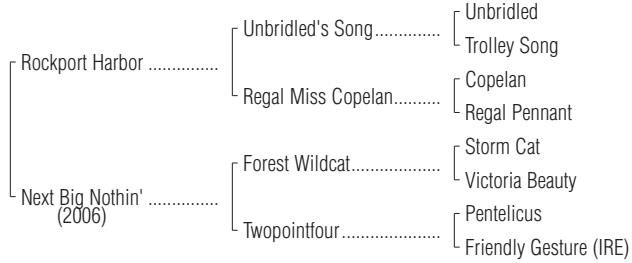 Unbridled
Unbridled's Song..............
Trolley Song
Rockport Harbor ...............
Copelan
Regal Miss Copelan..........
Regal Pennant
Storm Cat
Forest Wildcat...................
Victoria Beauty
Next Big Nothin' ...............
(2006)
Pentelicus
Twopointfour.....................
Friendly Gesture (IRE)